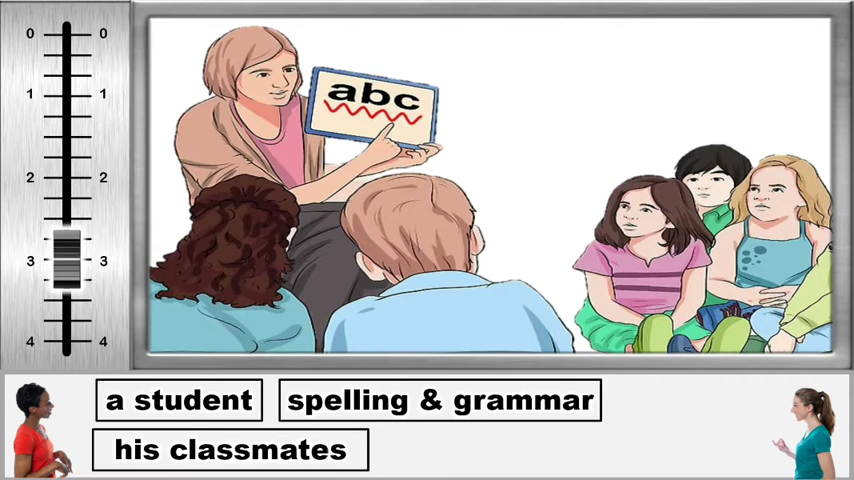 0 0
1 1
2 2
3 3
4 4
abc
a student spelling & grammar
his classmates